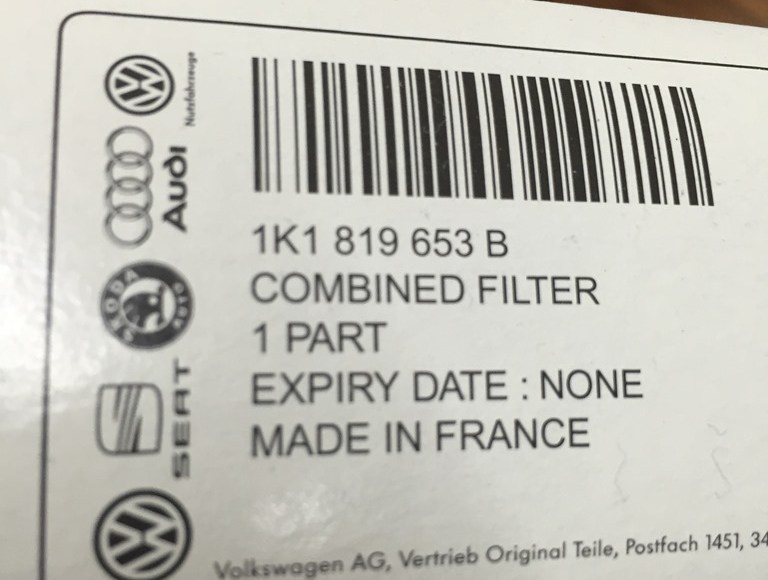 Nutzfahrzeuge
Audi
ŠKODA
AUTO
SEAT
1K1 819 653 B
COMBINED FILTER
1 PART
EXPIRY DATE : NONE
MADE IN FRANCE
Volkswagen AG, Vertrieb Original Teile, Postfach 1451, 34